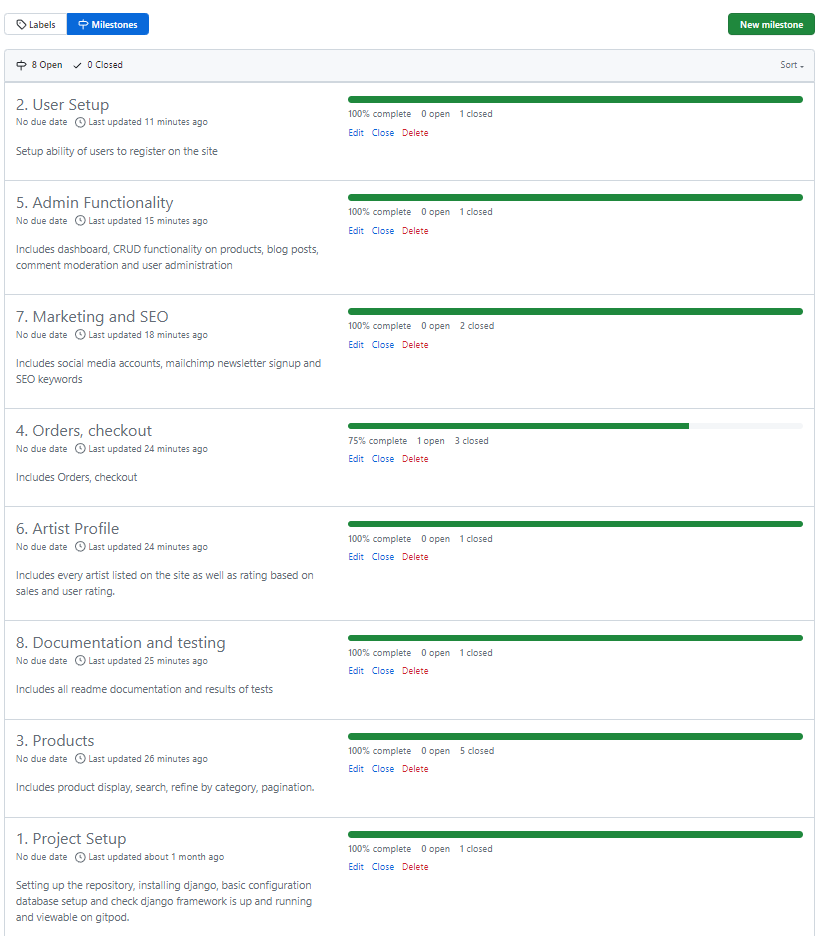 Labels Milestones New milestone
8 Open 0 Closed Sort
2. User Setup
No due date Last updated 11 minutes ago
Setup ability of users to register on the site
100% complete 0 open 1 closed
Edit Close Delete
5. Admin Functionality
No due date Last updated 15 minutes ago
Includes dashboard, CRUD functionality on products, blog posts,
comment moderation and user administration
100% complete 0 open 1 closed
Edit Close Delete
7. Marketing and SEO
No due date Last updated 18 minutes ago
Includes social media accounts, mailchimp newsletter signup and
SEO keywords
100% complete 0 open 2 closed
Edit Close Delete
4. Orders, checkout
No due date Last updated 24 minutes ago
Includes Orders, checkout
75% complete 1 open 3 closed
Edit Close Delete
6. Artist Profile
No due date Last updated 24 minutes ago
Includes every artist listed on the site as well as rating based on
sales and user rating.
100% complete 0 open 1 closed
Edit Close Delete
8. Documentation and testing
No due date Last updated 25 minutes ago
Includes all readme documentation and results of tests
100% complete 0 open 1 closed
Edit Close Delete
3. Products
No due date Last updated 26 minutes ago
Includes product display, search, refine by category, pagination.
100% complete 0 open 5 closed
Edit Close Delete
1. Project Setup
No due date Last updated about 1 month ago
Setting up the repository, installing django, basic configuration
database setup and check django framework is up and running
and viewable on gitpod.
100% complete 0 open 1 closed
Edit Close Delete